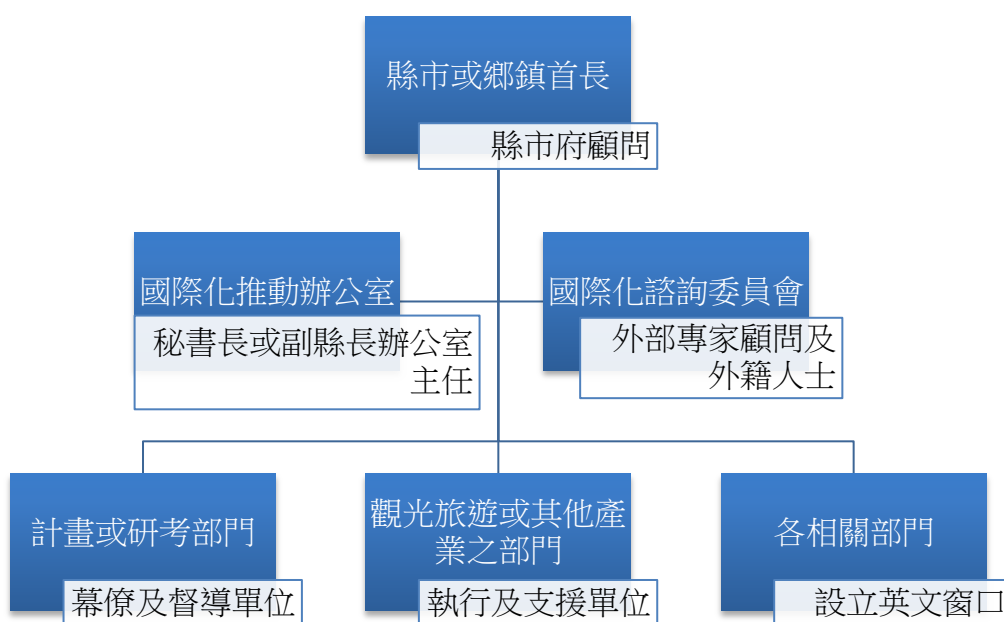 縣市或鄉鎮首長
縣市府顧問
國際化推動辦公室
秘書長或副縣長辦公室
主任
國際化諮詢委員會
外部專家顧問及
外籍人士
計畫或研考部門
幕僚及督導單位
觀光旅遊或其他產
業之部門
執行及支援單位
各相關部門
設立英文窗口